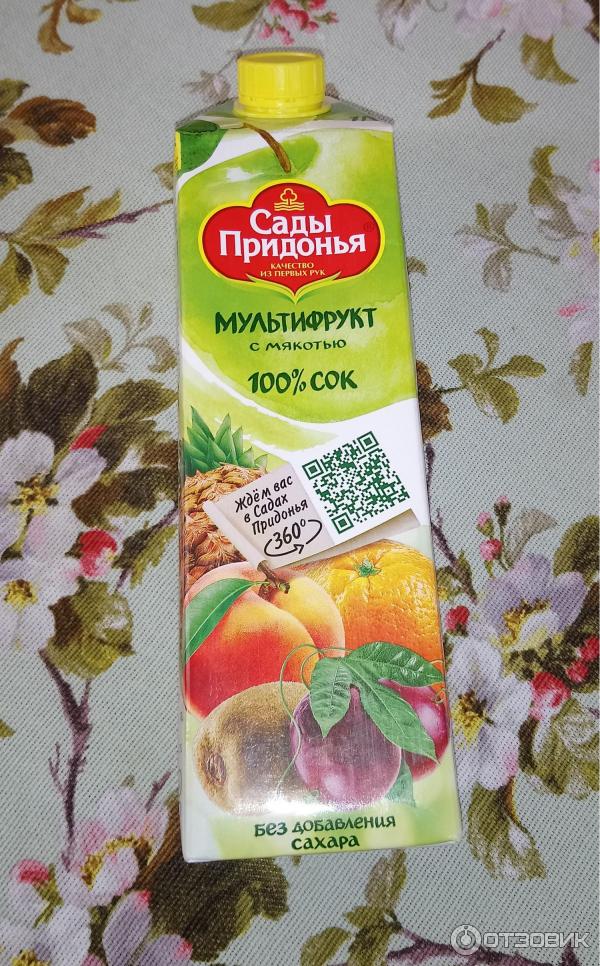 Сады
Придонья
®
КАЧЕСТВО
ИЗ ПЕРВЫХ РУК
МУЛЬТИФРУКТ
С МЯКОТЬЮ
100% СОК
Ждём вас
в Садах
Придонья
360°
БЕЗ ДОБАВЛЕНИЯ
САХАРА
ОТЗОВИК